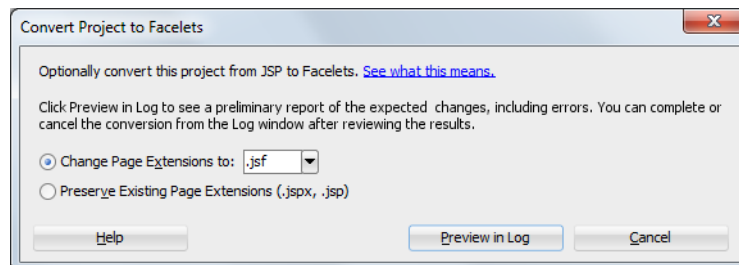 Convert Project to Facelets
Optionally convert this project from JSP to Facelets. See what this means.
Click Preview in Log to see a preliminary report of the expected changes, including errors. You can complete or
cancel the conversion from the Log window after reviewing the results.
Change Page Extensions to: .jsf
Preserve Existing Page Extensions (.jspx, .jsp)
Help Preview in Log Cancel